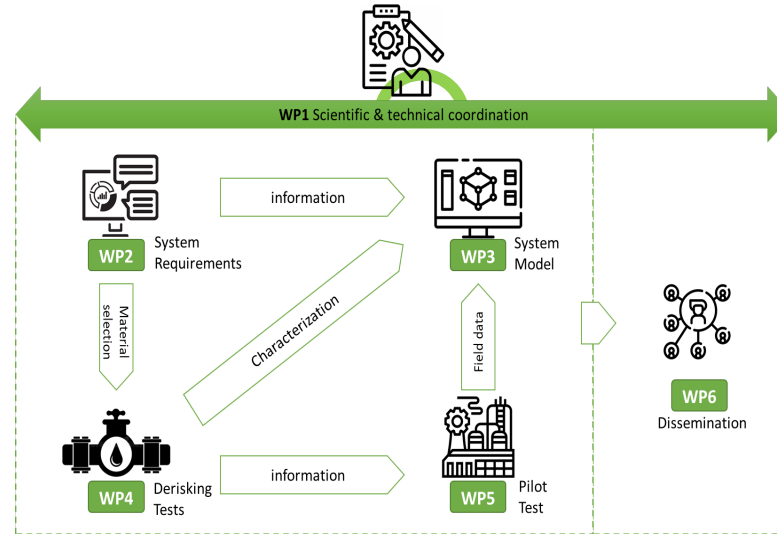 WP1 Scientific & technical coordination
information
WP2
System
Requirements
WP3
System
Model
Material
selection
Characterization
Field data
WP6
Dissemination
WP4
Derisking
Tests
information
WP5
Pilot
Test